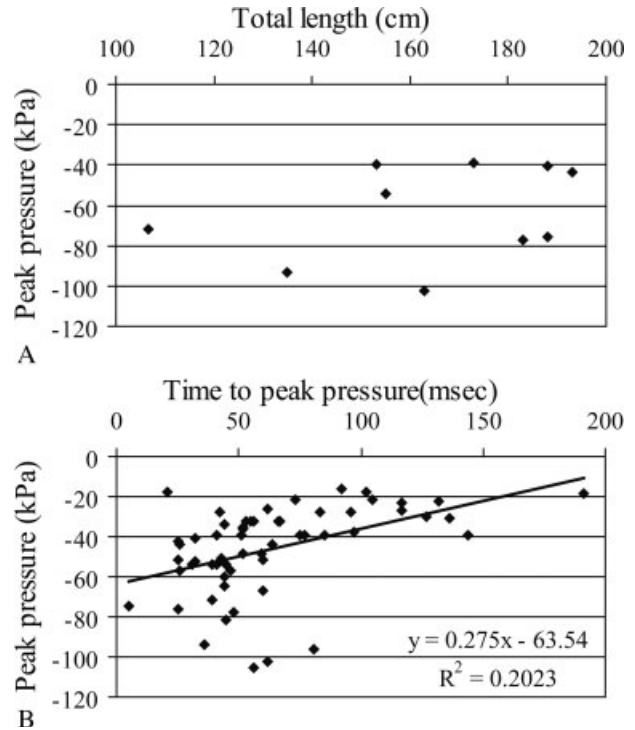 Total length (cm)
100 120 140 160 180 200
0
-20
-40
-60
-80
-100
-120
Peak pressure (kPa)
A
Time to peak pressure(msec)
0 50 100 150 200
0
-20
-40
-60
-80
-100
-120
Peak pressure (kPa)
y = 0.275x - 63.54
R² = 0.2023
B